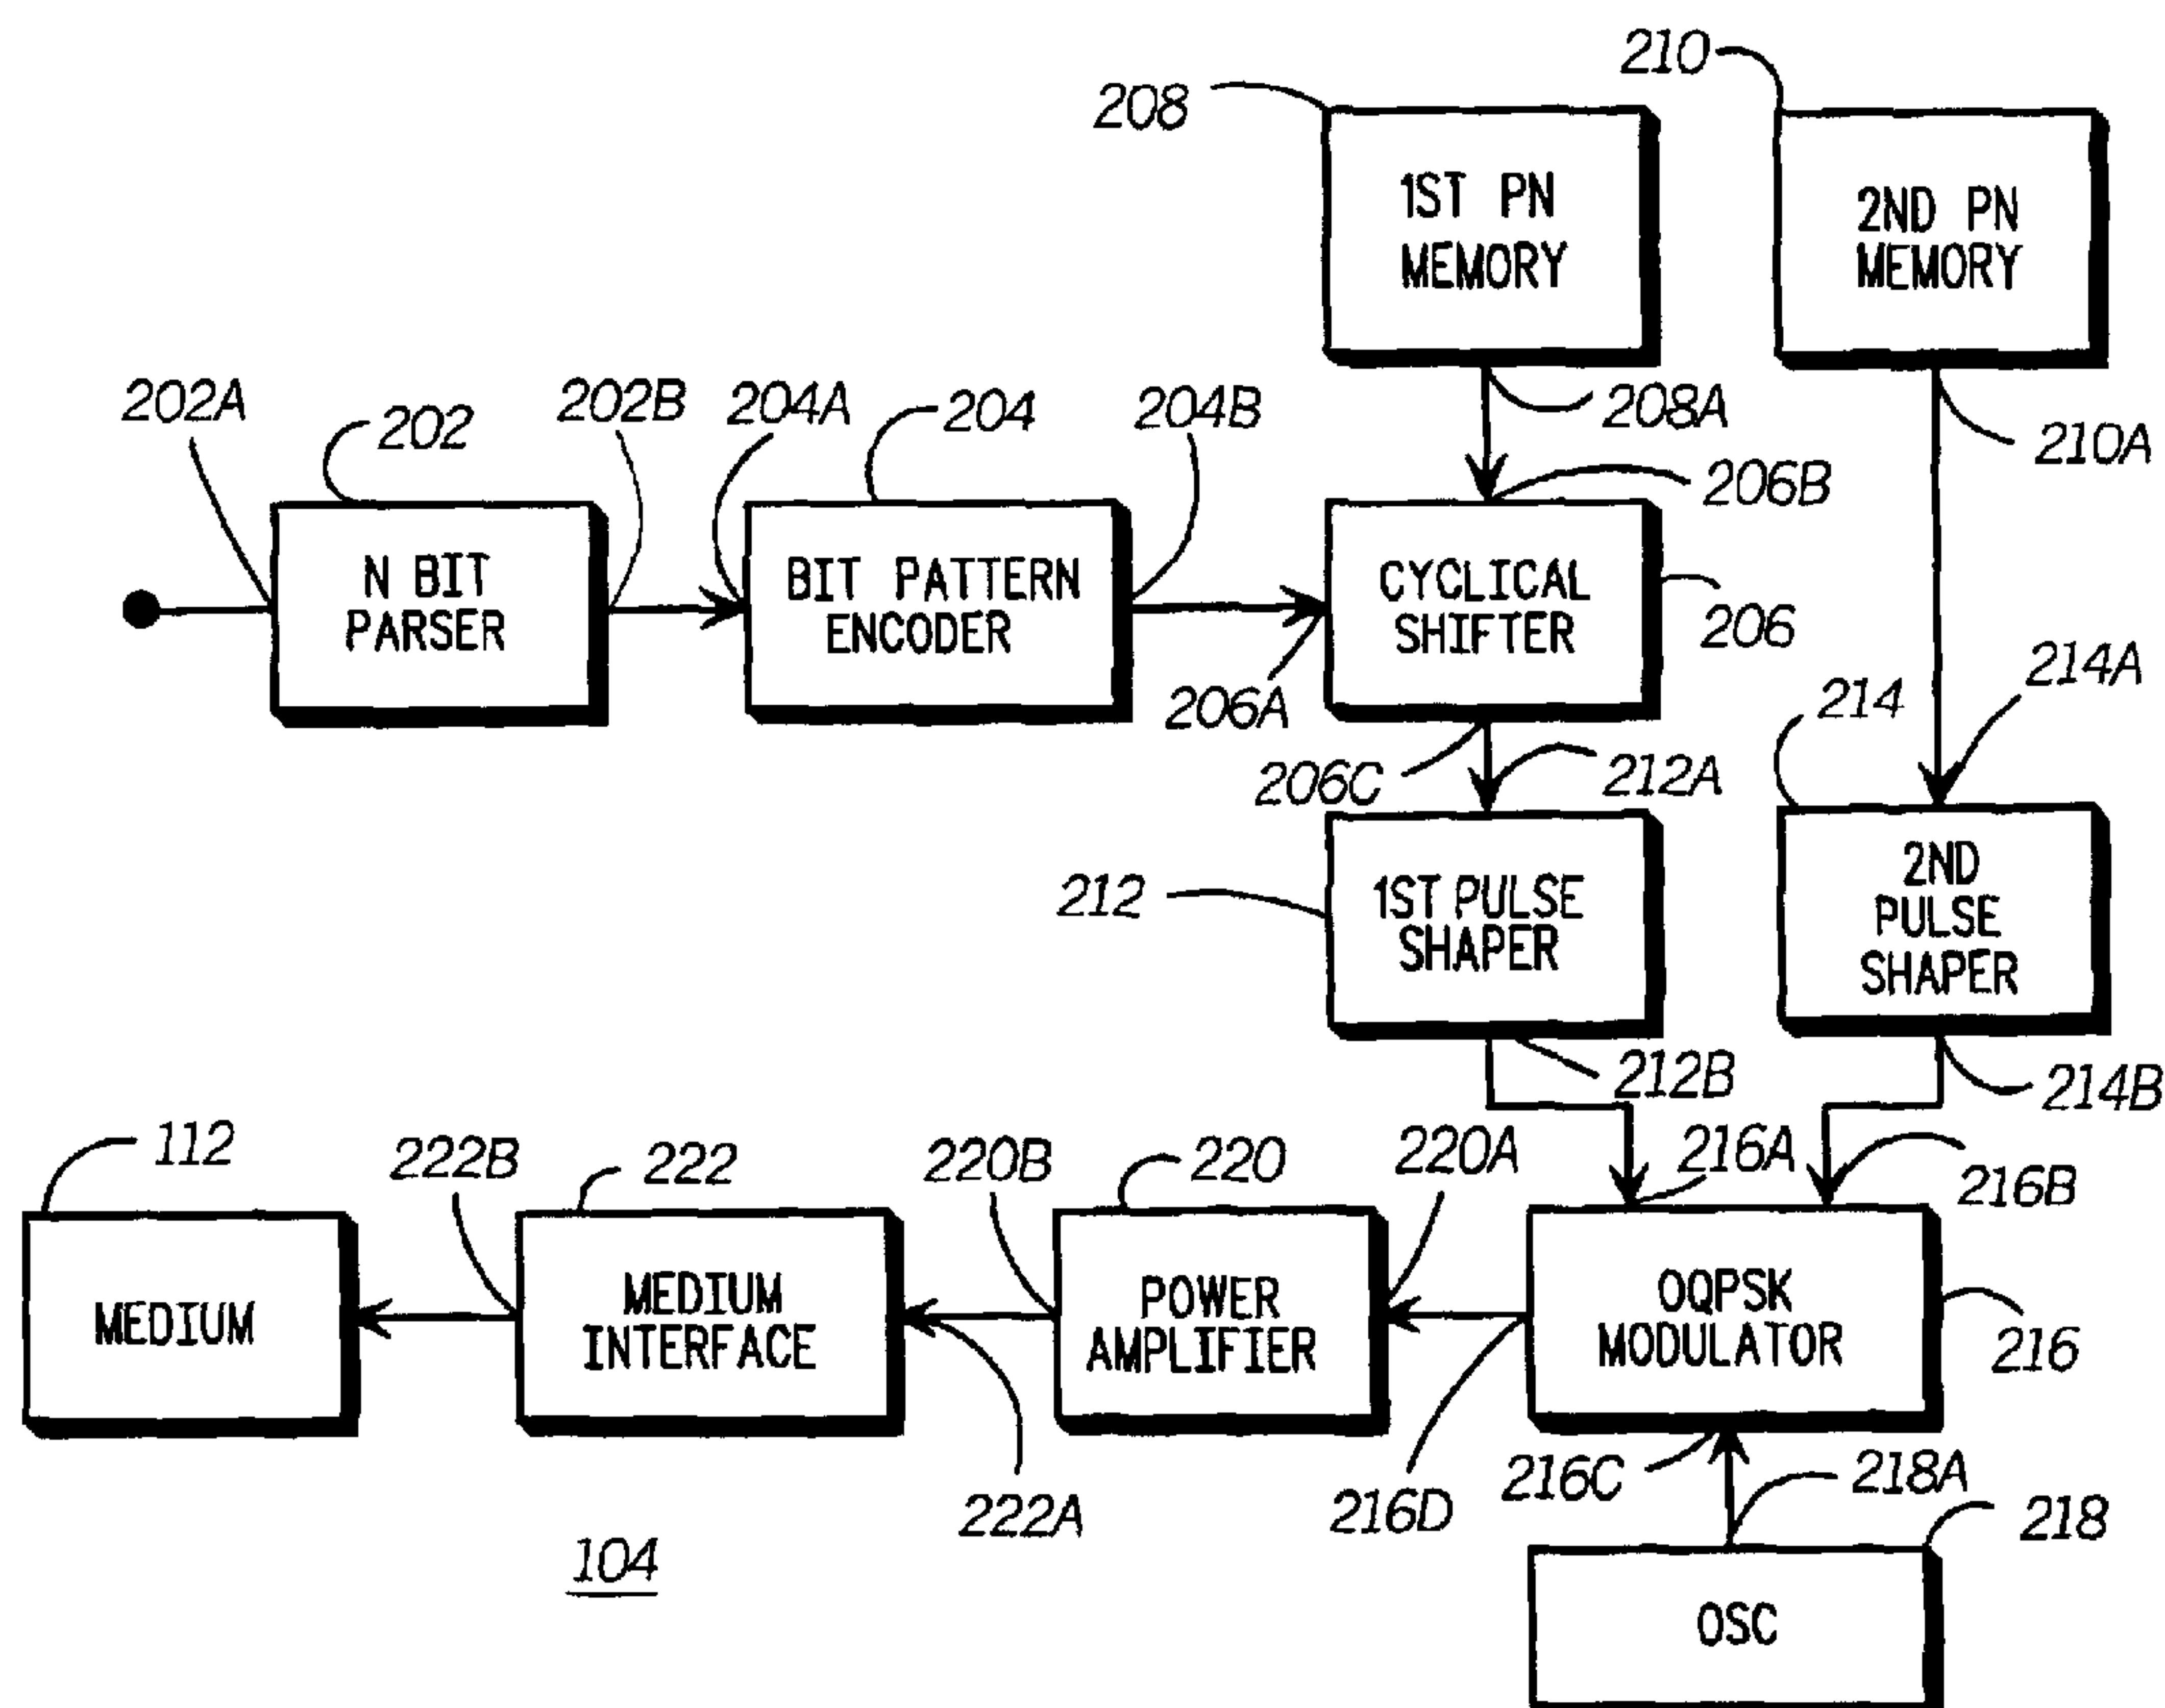 210
208
1ST PN
MEMORY
2ND PN
MEMORY
202A
202
202B
204A
204
204B
208A
210A
206B
N BIT
PARSER
BIT PATTERN
ENCODER
CYCLICAL
SHIFTER
206
206A
214A
214
206C
212A
212
1ST PULSE
SHAPER
2ND
PULSE
SHAPER
212B
214B
112
222B
222
220B
220
220A
216A
216B
MEDIUM
MEDIUM
INTERFACE
POWER
AMPLIFIER
OQPSK
MODULATOR
216
222A
216D
216C
218A
218
104
OSC